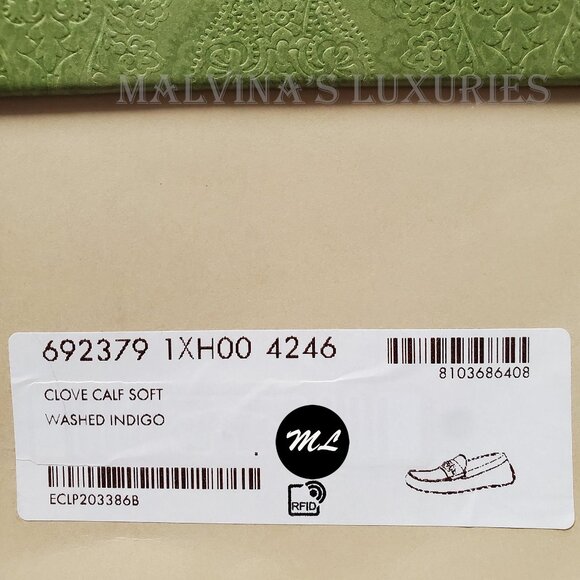 MALVINA'S LUXURIES
692379 1XH00 4246
8103686408
CLOVE CALF SOFT
WASHED INDIGO
ML
ECLP203386B
RFID